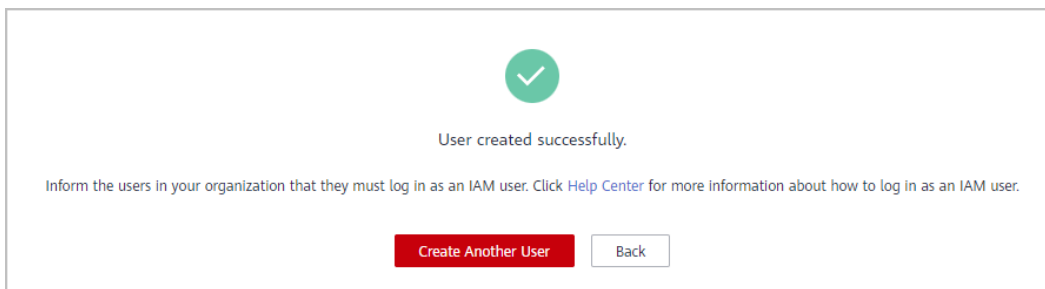 User created successfully.
Inform the users in your organization that they must log in as an IAM user. Click Help Center for more information about how to log in as an IAM user.
Create Another User
Back